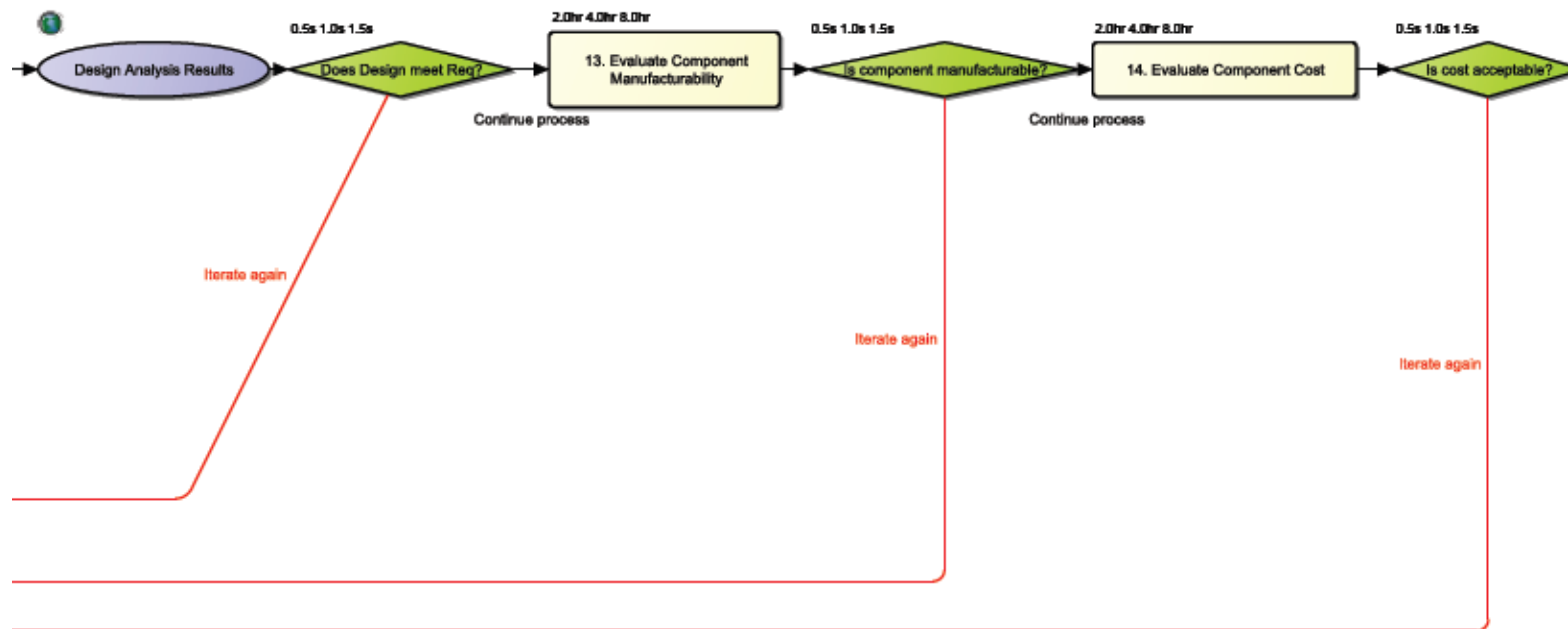 2.0hr 4.0hr 8.0hr
0.5s 1.0s 1.5s
0.5s 1.0s 1.5s
2.0hr 4.0hr 8.0hr
0.5s 1.0s 1.5s
Design Analysis Results
Does Design meet Req?
13. Evaluate Component
Manufacturability
Is component manufacturable?
14. Evaluate Component Cost
Is cost acceptable?
Continue process
Continue process
Iterate again
Iterate again
Iterate again